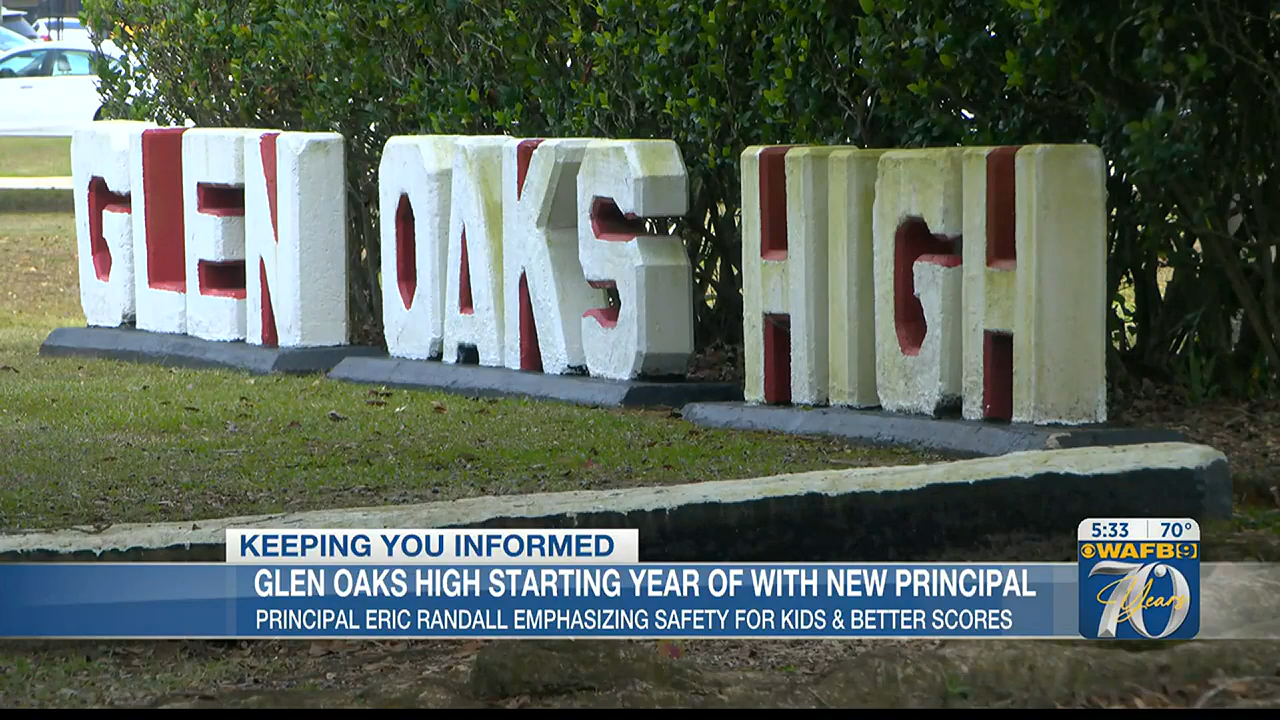 GLEN OAKS HIGH
KEEPING YOU INFORMED
GLEN OAKS HIGH STARTING YEAR OF WITH NEW PRINCIPAL
PRINCIPAL ERIC RANDALL EMPHASIZING SAFETY FOR KIDS & BETTER SCORES
5:33 70°
WAFB 9
70 Years